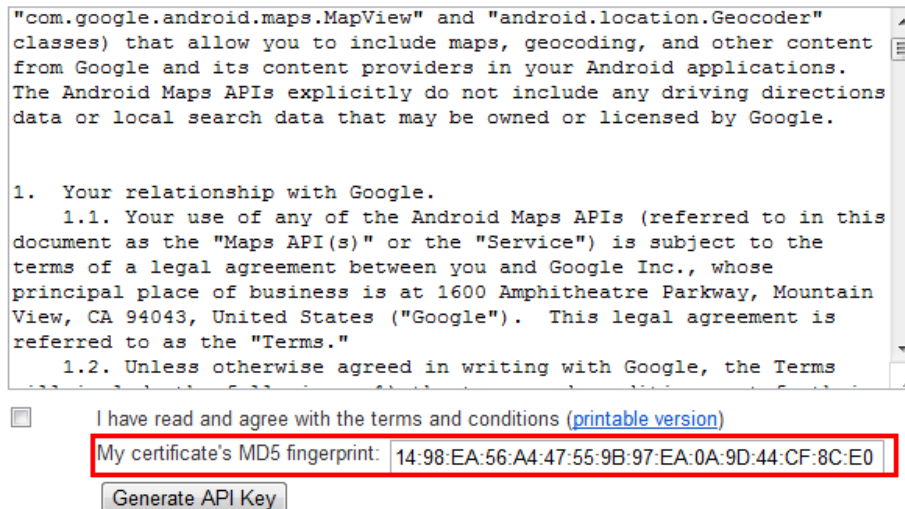 "com.google.android.maps.MapView" and "android.location.Geocoder"
classes) that allow you to include maps, geocoding, and other content
from Google and its content providers in your Android applications.
The Android Maps APIs explicitly do not include any driving directions
data or local search data that may be owned or licensed by Google.
1. Your relationship with Google.
1.1. Your use of any of the Android Maps APIs (referred to in this
document as the "Maps API(s)" or the "Service") is subject to the
terms of a legal agreement between you and Google Inc., whose
principal place of business is at 1600 Amphitheatre Parkway, Mountain
View, CA 94043, United States ("Google"). This legal agreement is
referred to as the "Terms."
1.2. Unless otherwise agreed in writing with Google, the Terms
I have read and agree with the terms and conditions (printable version)
My certificate's MD5 fingerprint: 14:98:EA:56:A4:47:55:9B:97:EA:0A:9D:44:CF:8C:E0
Generate API Key